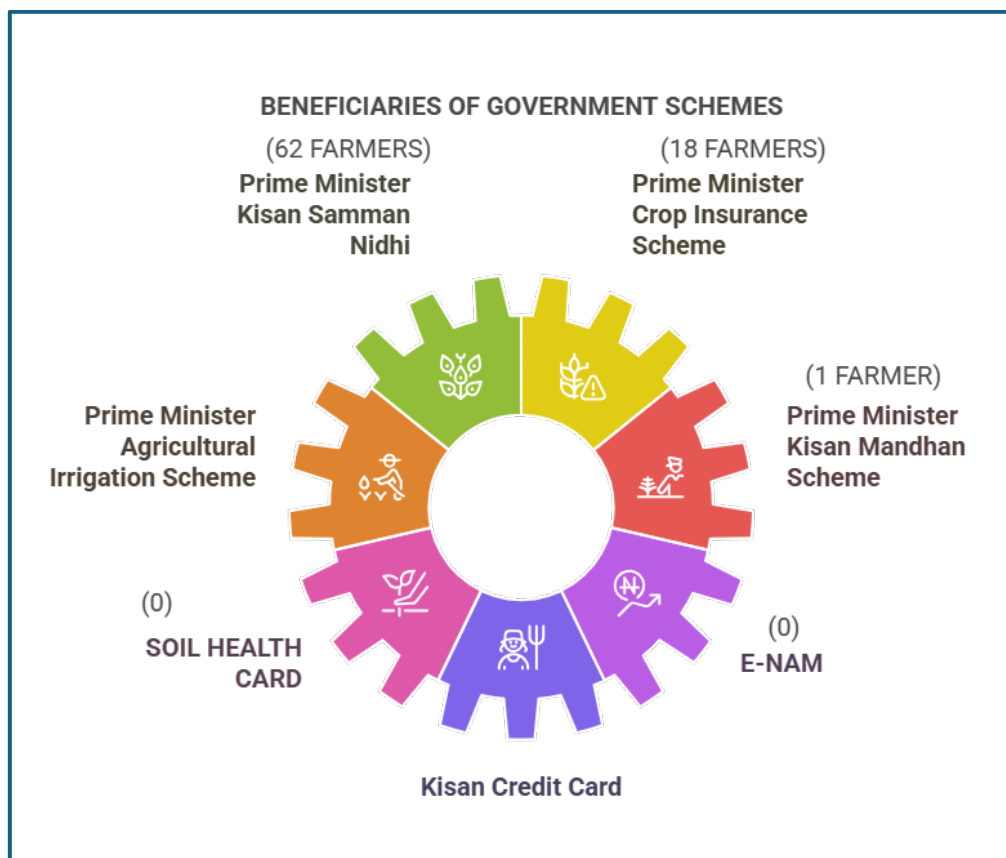 BENEFICIARIES OF GOVERNMENT SCHEMES
(62 FARMERS)
Prime Minister
Kisan Samman
Nidhi
(18 FARMERS)
Prime Minister
Crop Insurance
Scheme
(1 FARMER)
Prime Minister
Kisan Mandhan
Scheme
Prime Minister
Agricultural
Irrigation Scheme
(0)
SOIL HEALTH
CARD
(0)
E-NAM
Kisan Credit Card